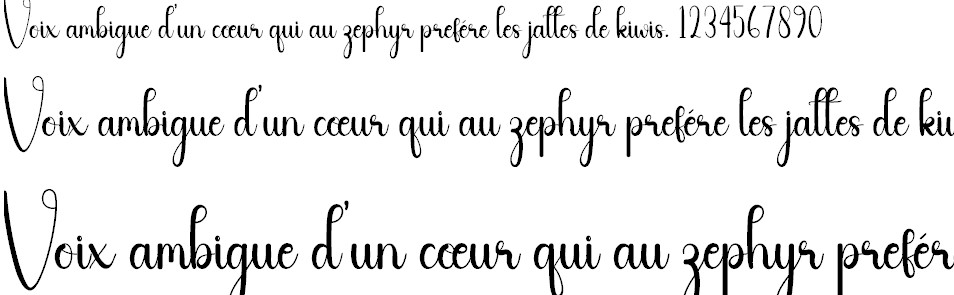 Voix ambigue d'un cœur qui au zephyr prefére les jattes de kiwis. 1234567890
Voix ambigue d'un cœur qui au zephyr prefére les jattes de kiw
Voix ambigue d'un cœur qui au zephyr prefér